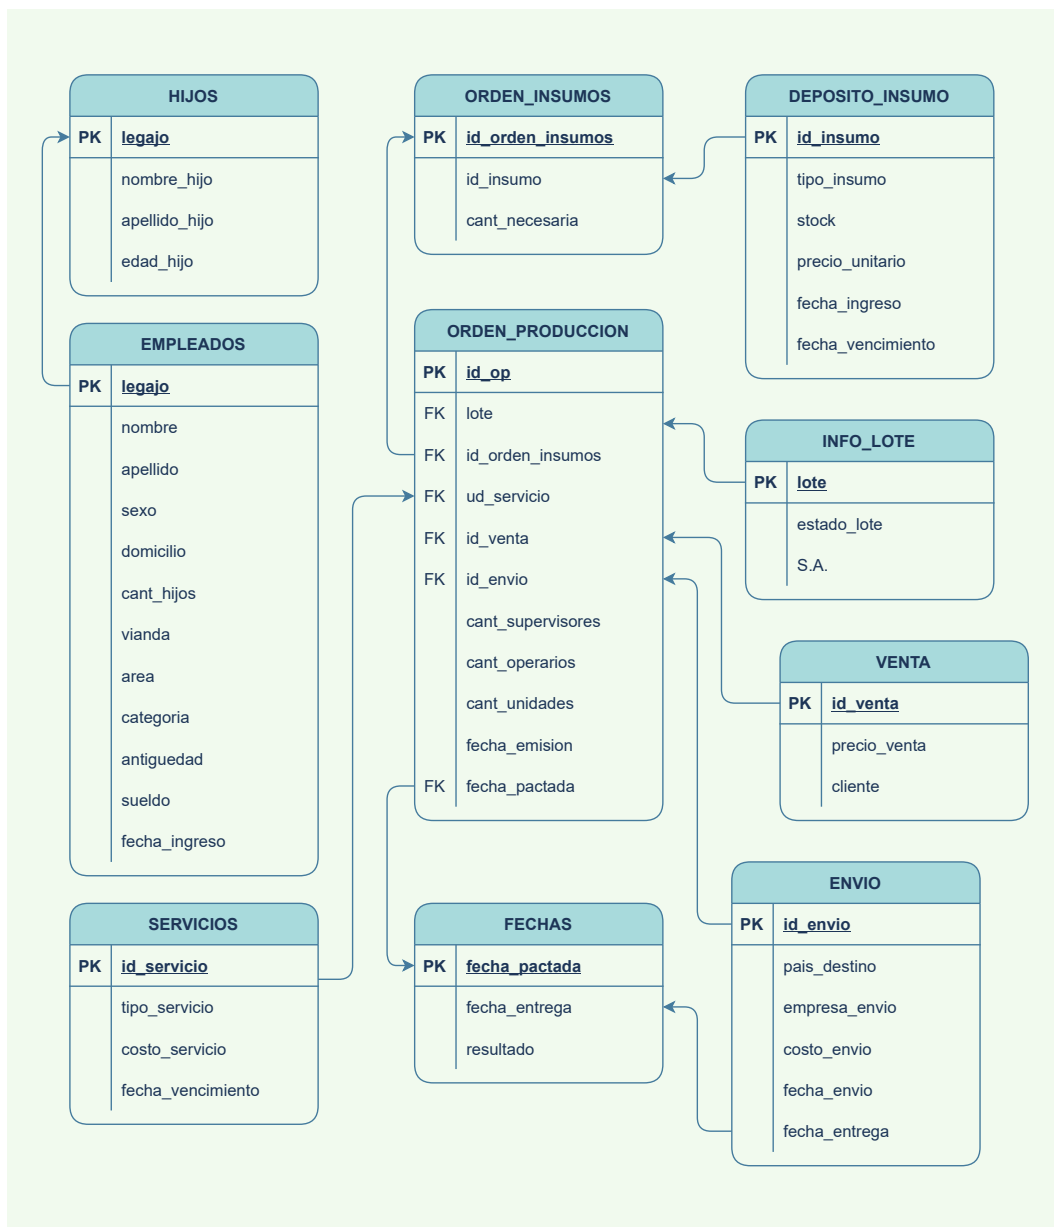 HIJOS
PK legajo
nombre_hijo
apellido_hijo
edad_hijo
EMPLEADOS
PK legajo
nombre
apellido
sexo
domicilio
cant_hijos
vianda
area
categoria
antiguedad
sueldo
fecha_ingreso
SERVICIOS
PK id_servicio
tipo_servicio
costo_servicio
fecha_vencimiento
ORDEN_INSUMOS
PK id_orden_insumos
id_insumo
cant_necesaria
ORDEN_PRODUCCION
PK id_op
FK lote
FK id_orden_insumos
FK ud_servicio
FK id_venta
FK id_envio
cant_supervisores
cant_operarios
cant_unidades
fecha_emision
FK fecha_pactada
FECHAS
PK fecha_pactada
fecha_entrega
resultado
DEPOSITO_INSUMO
PK id_insumo
tipo_insumo
stock
precio_unitario
fecha_ingreso
fecha_vencimiento
INFO_LOTE
PK lote
estado_lote
S.A.
VENTA
PK id_venta
precio_venta
cliente
ENVIO
PK id_envio
pais_destino
empresa_envio
costo_envio
fecha_envio
fecha_entrega